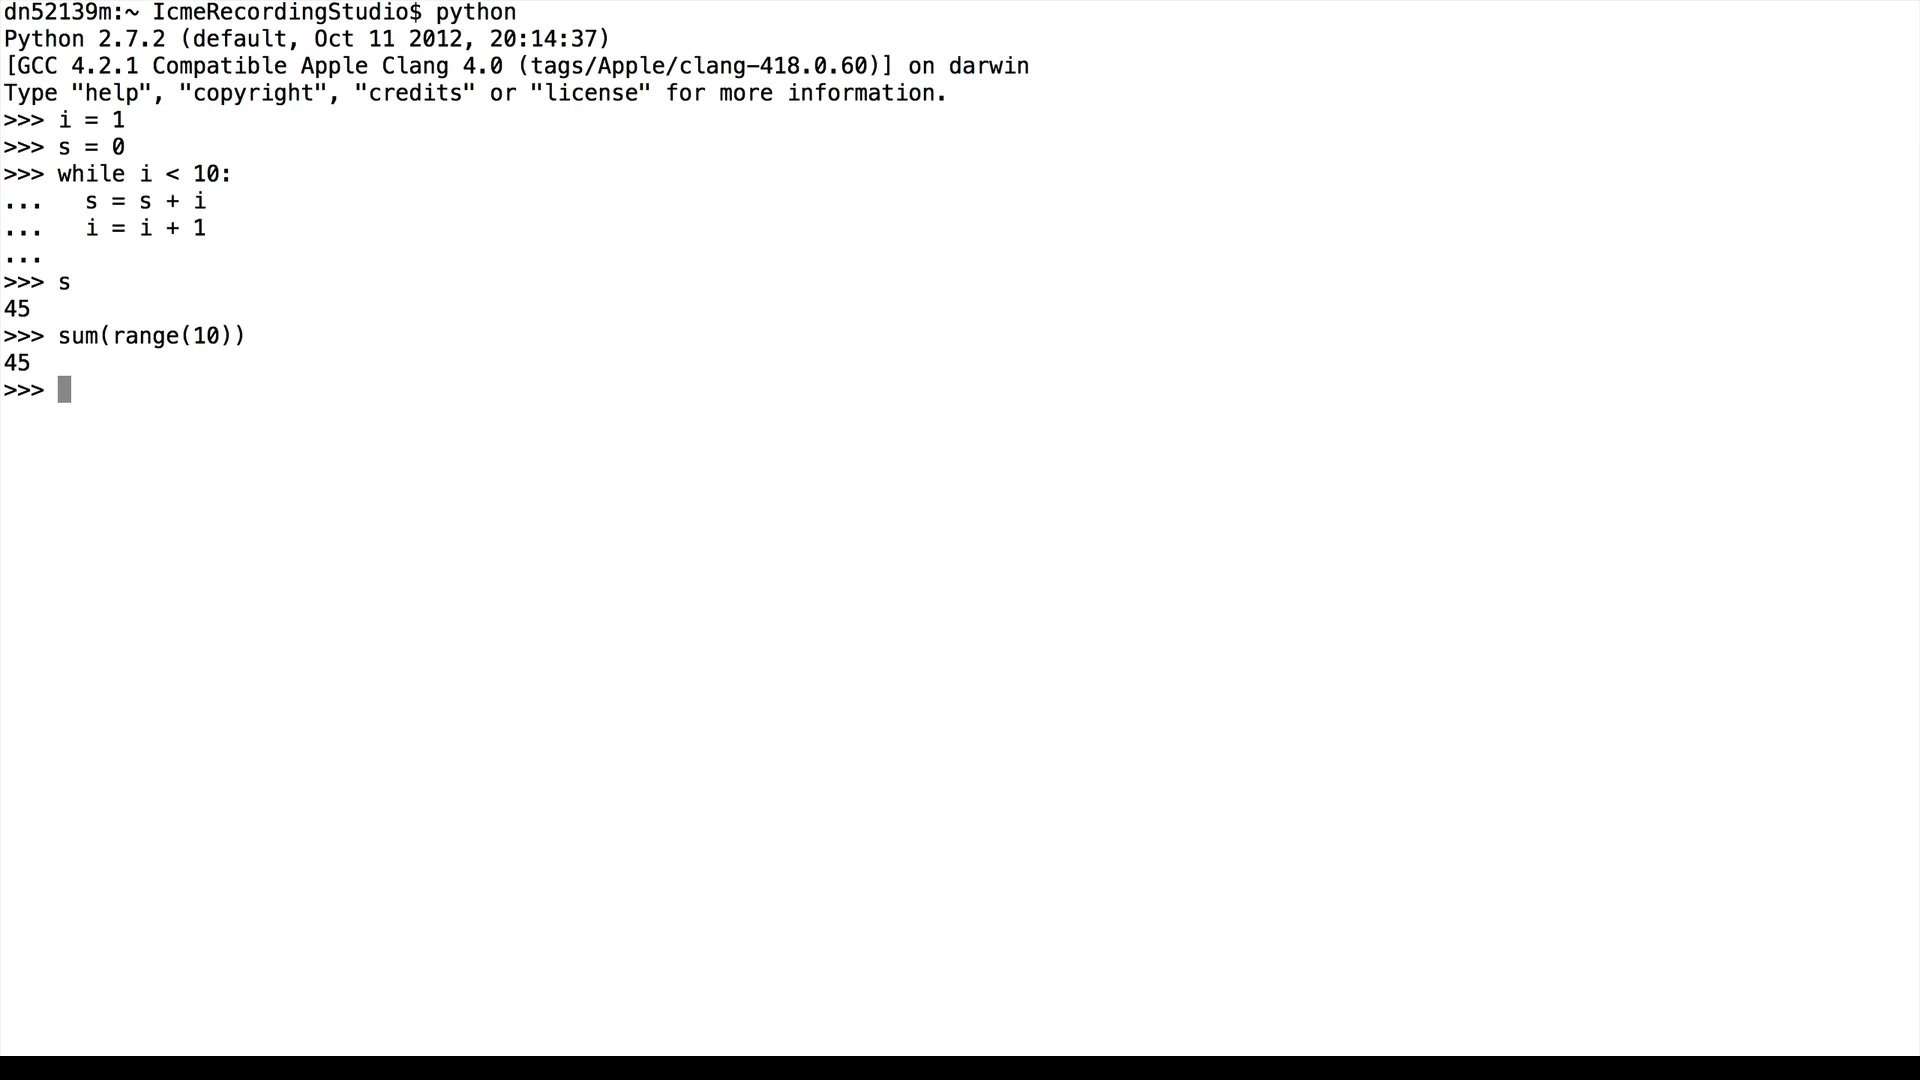 dn52139m:~ IcmeRecordingStudio$ python
Python 2.7.2 (default, Oct 11 2012, 20:14:37)
[GCC 4.2.1 Compatible Apple Clang 4.0 (tags/Apple/clang-418.0.60)] on darwin
Type "help", "copyright", "credits" or "license" for more information.
>>> i = 1
>>> s = 0
>>> while i < 10:
...   s = s + i
...   i = i + 1
...
>>> s
45
>>> sum(range(10))
45
>>>